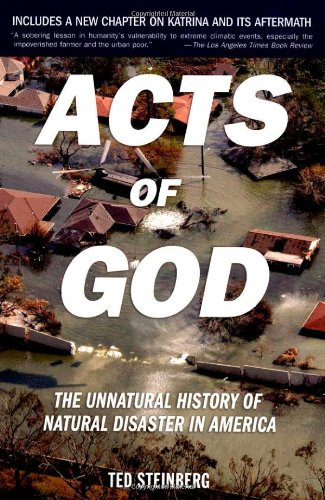 INCLUDES A NEW CHAPTER ON KATRINA AND ITS AFTERMATH
"A sobering lesson in humanity's vulnerability to extreme climatic events, especially the
impoverished farmer and the urban poor." —The Los Angeles Times Book Review
ACTS
OF
GOD
THE UNNATURAL HISTORY OF
NATURAL DISASTER IN AMERICA
TED STEINBERG
Copyrighted Material